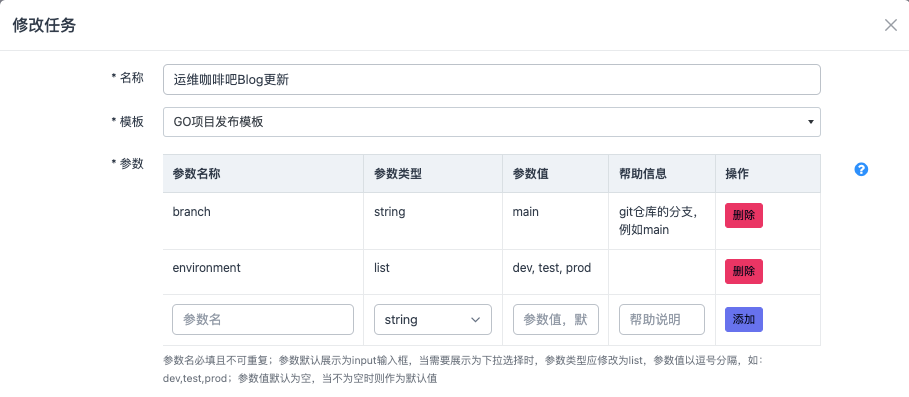 修改任务
* 名称
运维咖啡吧Blog更新
* 模板
GO项目发布模板
* 参数
参数名称 参数类型 参数值 帮助信息 操作
branch string main git仓库的分支，例如main 删除
environment list dev, test, prod 删除
参数名 string 参数值，默 帮助说明 添加
参数名必填且不可重复；参数默认展示为input输入框，当需要展示为下拉选择时，参数类型应修改为list，参数值以逗号分隔，如：
dev,test,prod；参数值默认为空，当不为空时则作为默认值